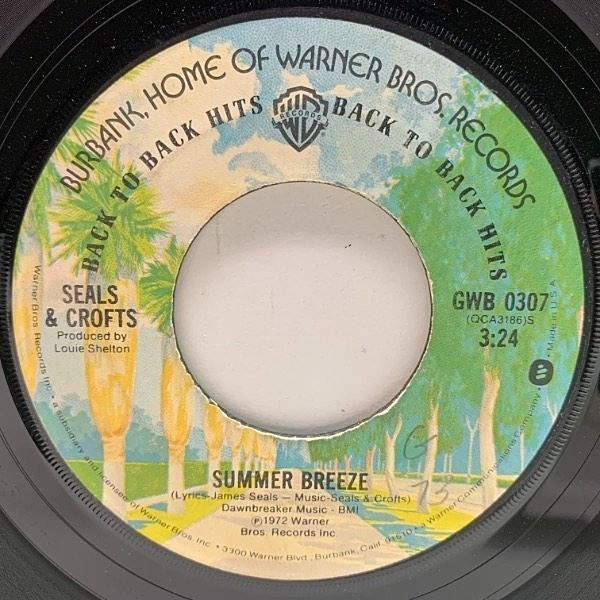 BURBANK, HOME OF WARNER BROS. RECORDS
BACK TO BACK HITS
WB
RECORDS
BACK TO BACK HITS
SEALS
& CROFTS
Produced by
Louie Shelton
GWB 0307
(QCA3186)S
3:24
G
75
SUMMER BREEZE
(Lyrics-James Seals — Music-Seals & Crofts)
Dawnbreaker Music - BMI
℗1972 Warner
Bros. Records Inc
Warner Bros Records Inc. • a subsidiary and licensee of Warner Bros. Inc. • 3300 Warner Blvd., Burbank, Calif. 91510 • a Warner Communications Company. • Made in U.S.A.